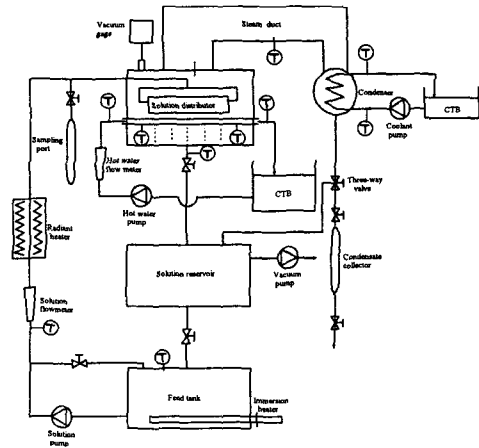 Vacuum
gage
Steam duct
T
T
Condenser
CTB
Coolant
pump
T
Solution distributor
T
T
T
T
T
Sampling
port
Hot water
flow meter
Hot water
pump
CTB
Three-way
valve
Radiant
heater
Solution reservoir
Vacuum
pump
Condensate
collector
Solution
flowmeter
T
T
Feed tank
Immersion
heater
Solution
pump